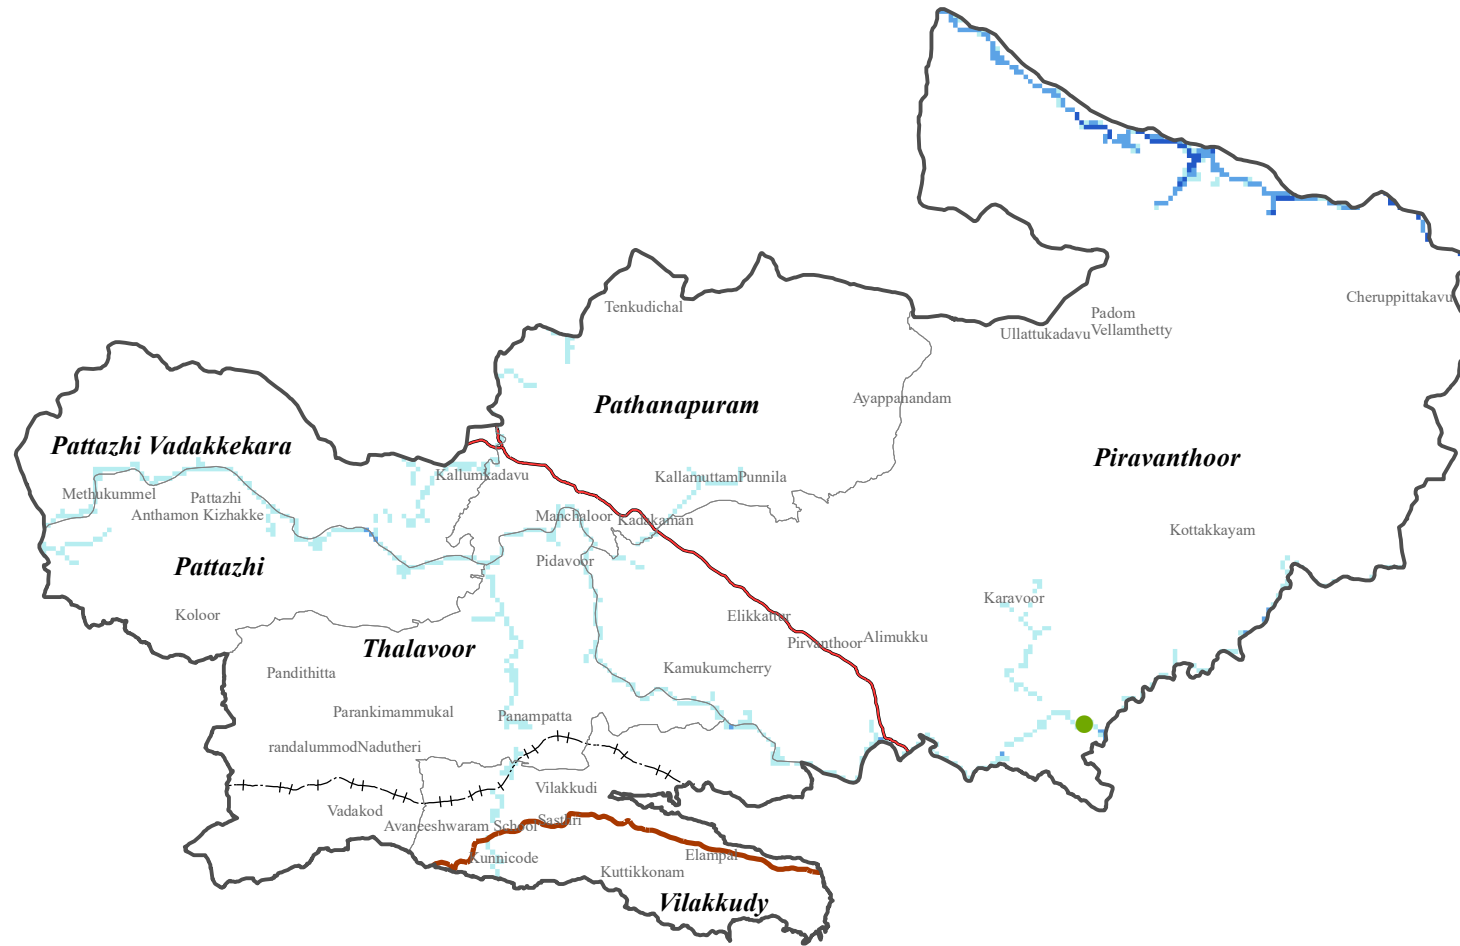 Cheruppittakavu
Tenkudichal
Padom
Ullattukadavu
Vellamthetty
Ayappanandam
Pathanapuram
Pattazhi Vadakkekara
Piravanthoor
Kallumkadavu
Kallamuttam
Punnila
Methukummel
Pattazhi
Anthamon Kizhakke
Manchaloor
Kadakaman
Kottakkayam
Pidavoor
Pattazhi
Karavoor
Koloor
Elikkattur
Alimukku
Pirvanthoor
Thalavoor
Kamukumcherry
Pandithitta
Parankimammukal
Panampatta
randalummod
Nadutheri
Vilakkudi
Vadakod
Avaneeshwaram School
Sasthri
Kunnicode
Elampal
Kuttikkonam
Vilakkudy